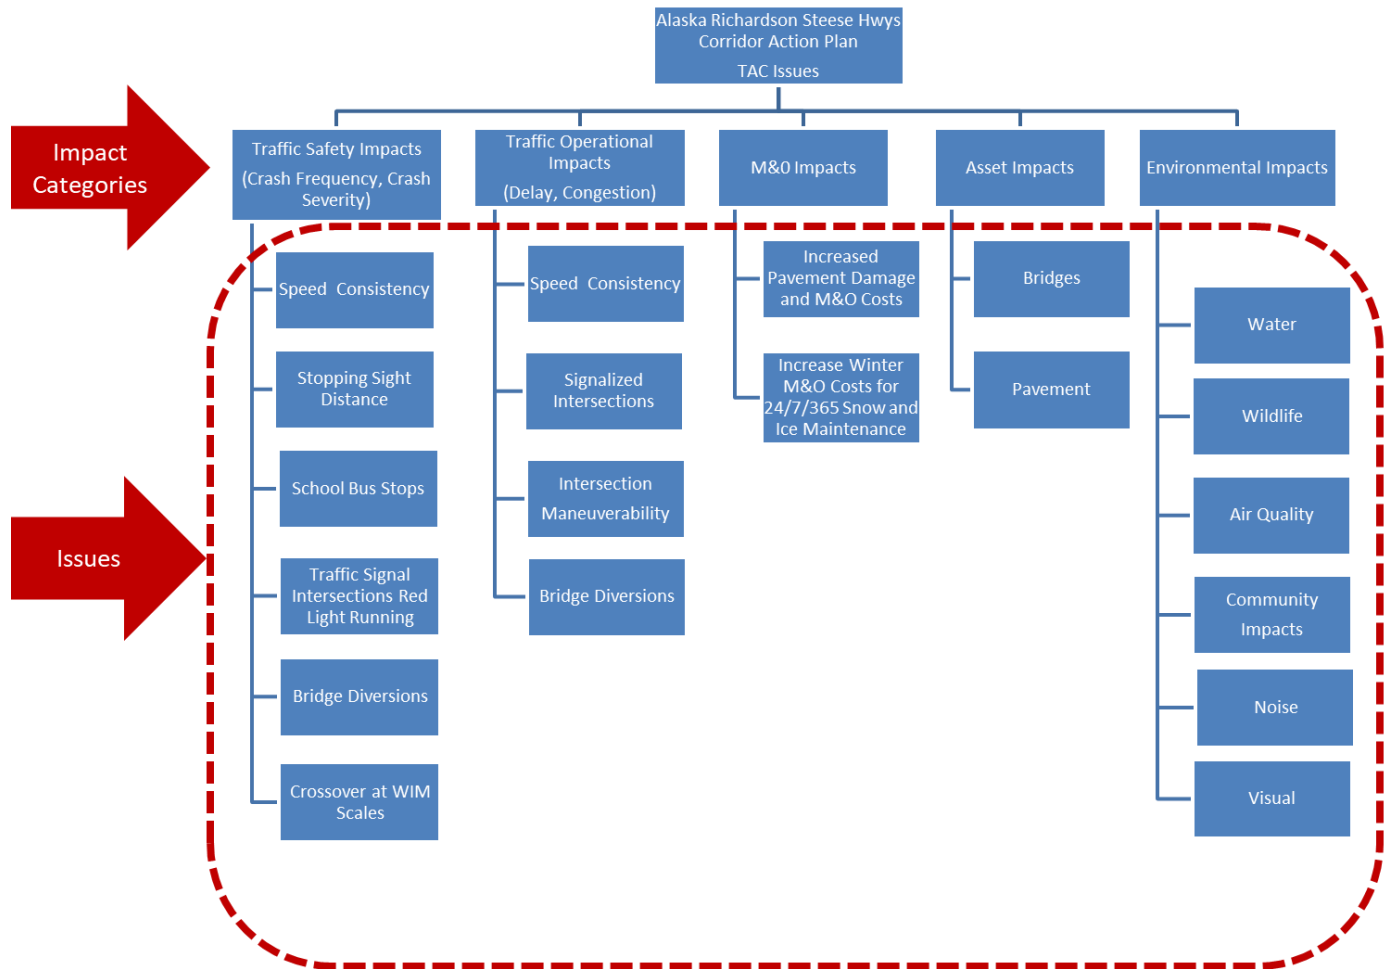 Alaska Richardson Steese Hwys
Corridor Action Plan
TAC Issues
Impact
Categories
Traffic Safety Impacts
(Crash Frequency, Crash
Severity)
Traffic Operational
Impacts
(Delay, Congestion)
M&0 Impacts
Asset Impacts
Environmental Impacts
Issues
Speed Consistency
Stopping Sight
Distance
School Bus Stops
Traffic Signal
Intersections Red
Light Running
Bridge Diversions
Crossover at WIM
Scales
Speed Consistency
Signalized
Intersections
Intersection
Maneuverability
Bridge Diversions
Increased
Pavement Damage
and M&O Costs
Increase Winter
M&O Costs for
24/7/365 Snow and
Ice Maintenance
Bridges
Pavement
Water
Wildlife
Air Quality
Community
Impacts
Noise
Visual